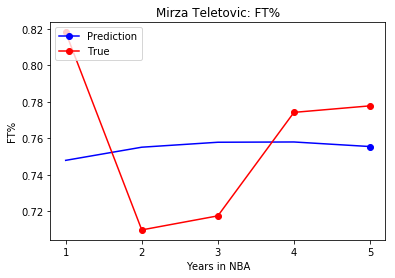 Mirza Teletovic: FT%
Prediction
True
0.82
0.80
0.78
0.76
0.74
0.72
FT%
1 2 3 4 5
Years in NBA